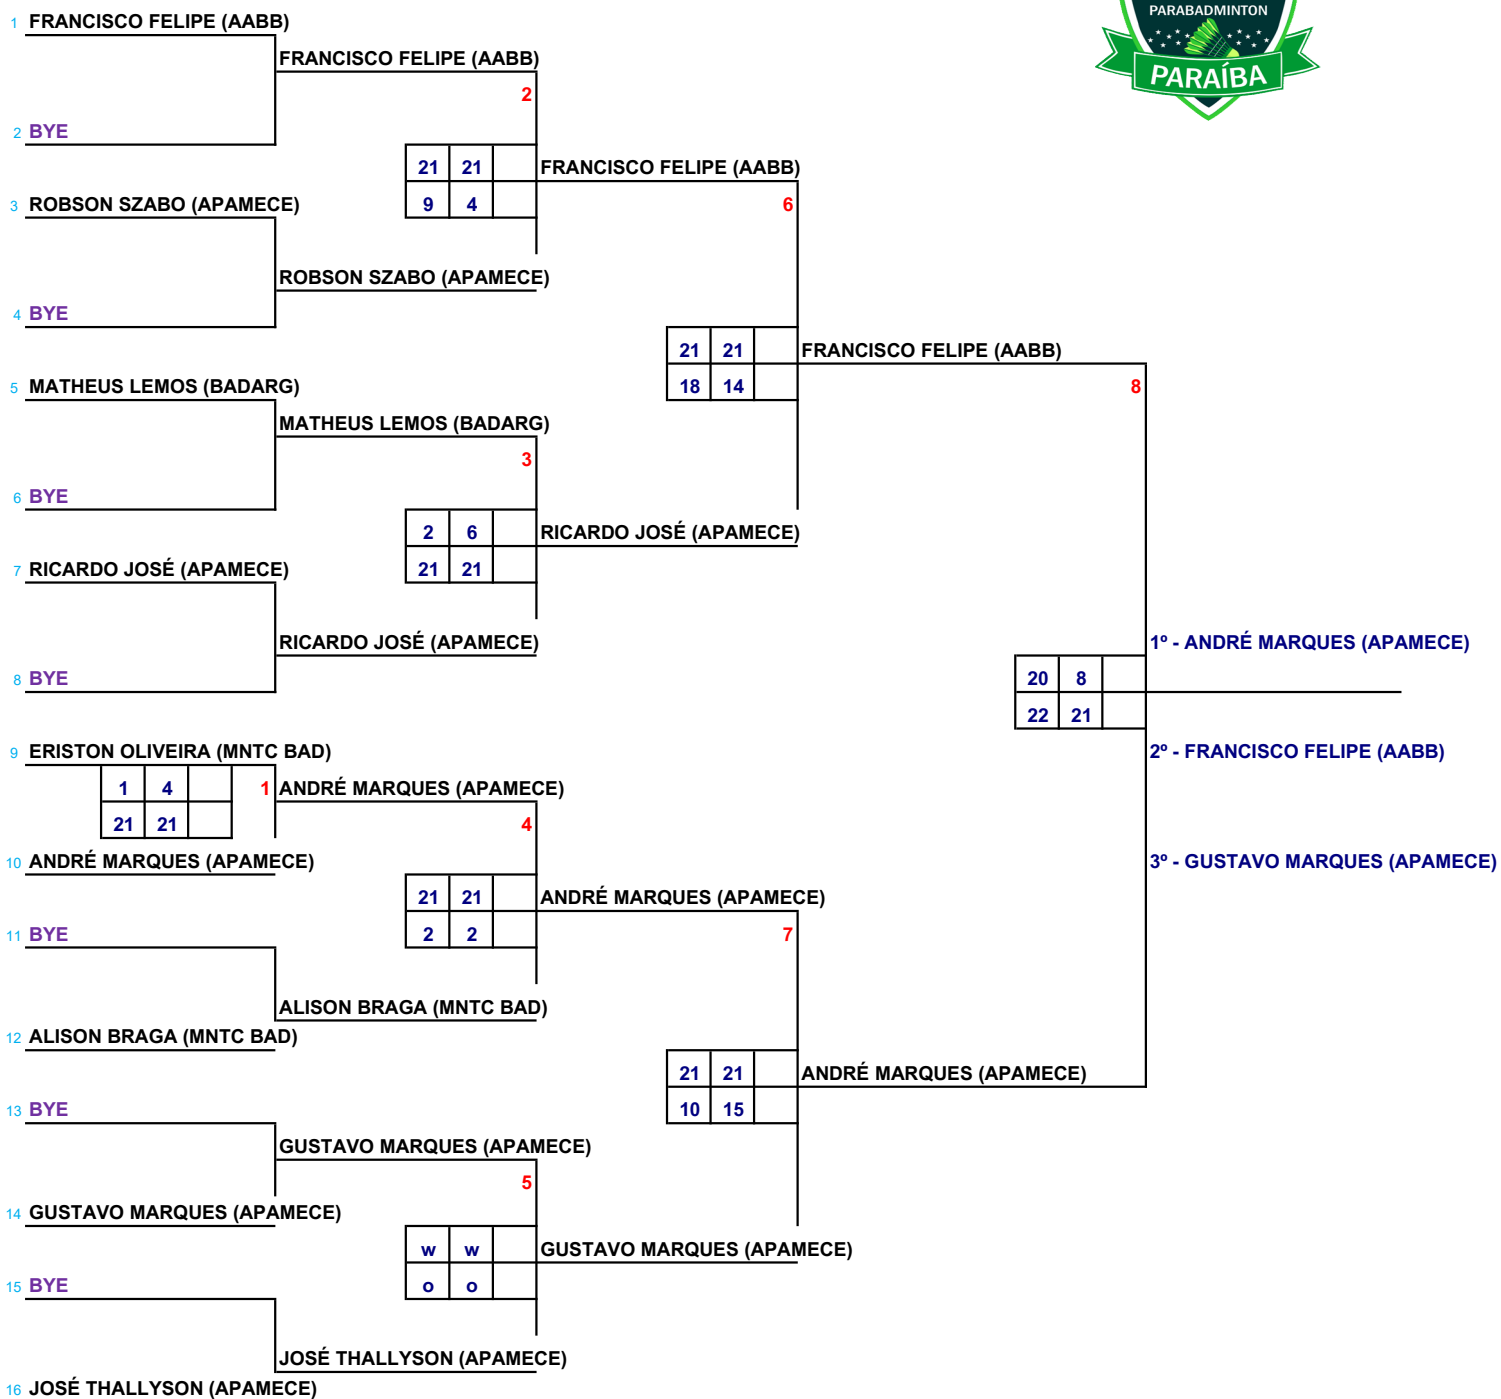 PARABADMINTON
PARAÍBA
1 FRANCISCO FELIPE (AABB)
FRANCISCO FELIPE (AABB)
2
2 BYE
21 21
FRANCISCO FELIPE (AABB)
9 4
6
3 ROBSON SZABO (APAMECE)
ROBSON SZABO (APAMECE)
4 BYE
21 21
FRANCISCO FELIPE (AABB)
18 14
8
5 MATHEUS LEMOS (BADARG)
MATHEUS LEMOS (BADARG)
3
6 BYE
2 6
RICARDO JOSÉ (APAMECE)
21 21
7 RICARDO JOSÉ (APAMECE)
RICARDO JOSÉ (APAMECE)
1º - ANDRÉ MARQUES (APAMECE)
8 BYE
20 8
22 21
9 ERISTON OLIVEIRA (MNTC BAD)
2º - FRANCISCO FELIPE (AABB)
1 4
1
ANDRÉ MARQUES (APAMECE)
21 21
4
10 ANDRÉ MARQUES (APAMECE)
3º - GUSTAVO MARQUES (APAMECE)
21 21
ANDRÉ MARQUES (APAMECE)
11 BYE
2 2
7
ALISON BRAGA (MNTC BAD)
12 ALISON BRAGA (MNTC BAD)
21 21
ANDRÉ MARQUES (APAMECE)
10 15
13 BYE
GUSTAVO MARQUES (APAMECE)
5
14 GUSTAVO MARQUES (APAMECE)
w w
GUSTAVO MARQUES (APAMECE)
o o
15 BYE
JOSÉ THALLYSON (APAMECE)
16 JOSÉ THALLYSON (APAMECE)